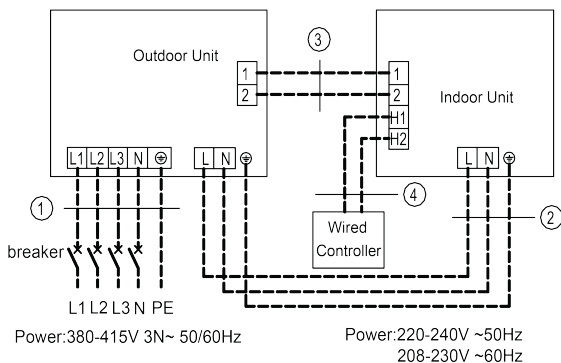 Outdoor Unit
Indoor Unit
③
1
2
1
2
H1
H2
L1 L2 L3 N ⏚
L N ⏚
L N ⏚
①
④
②
breaker
Wired
Controller
L1 L2 L3 N PE
Power:380-415V 3N~ 50/60Hz
Power:220-240V ~50Hz
208-230V ~60Hz